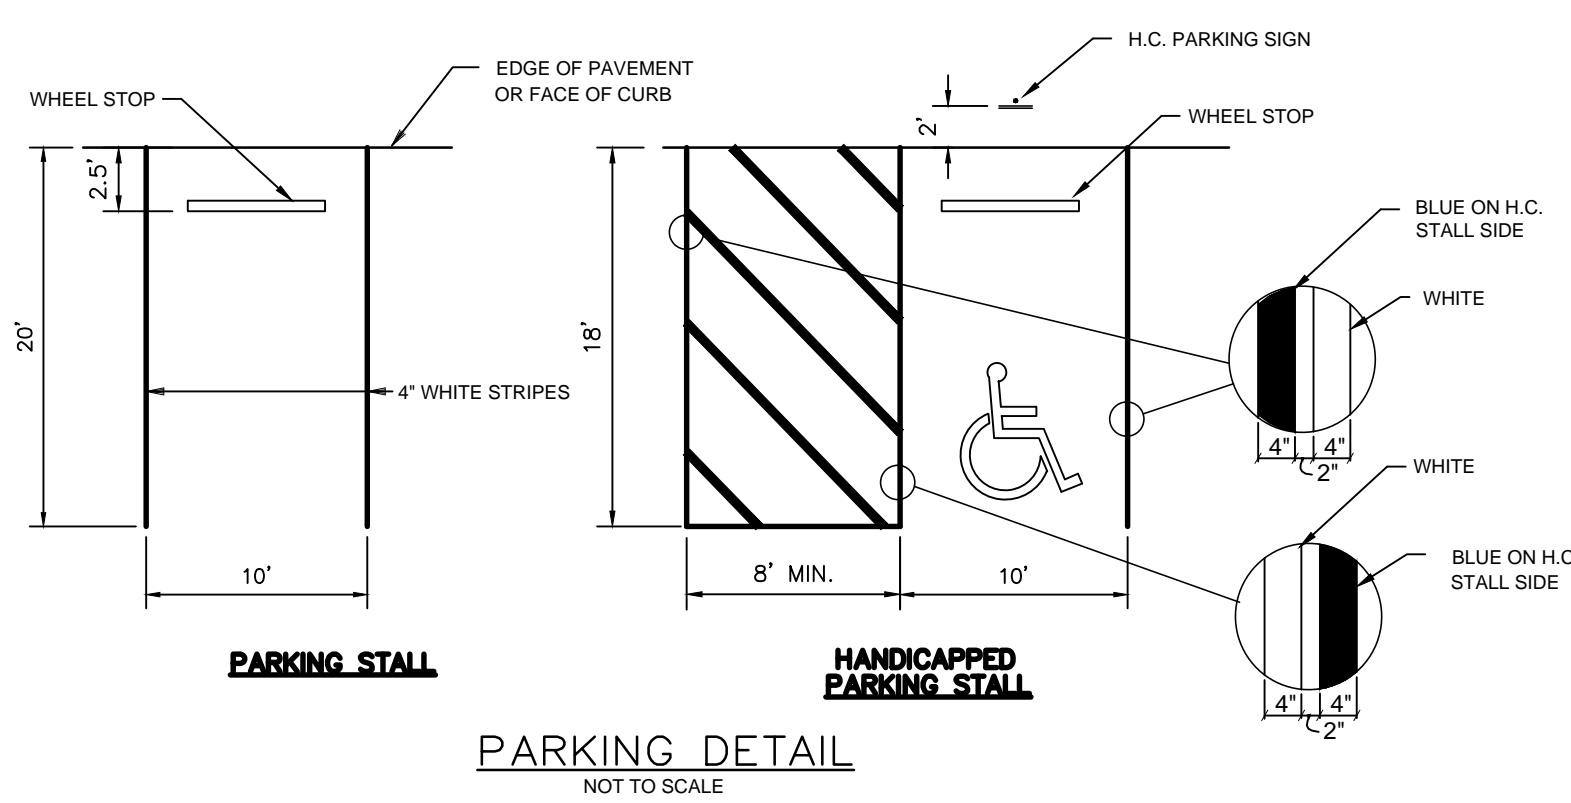 H.C. PARKING SIGN
EDGE OF PAVEMENT
OR FACE OF CURB
WHEEL STOP
WHEEL STOP
2'
2.5'
BLUE ON H.C.
STALL SIDE
WHITE
20'
18'
4" WHITE STRIPES
4" 4"
2"
WHITE
BLUE ON H.C
STALL SIDE
10'
8' MIN.
10'
4" 4"
2"
PARKING STALL
HANDICAPPED
PARKING STALL
PARKING DETAIL
NOT TO SCALE